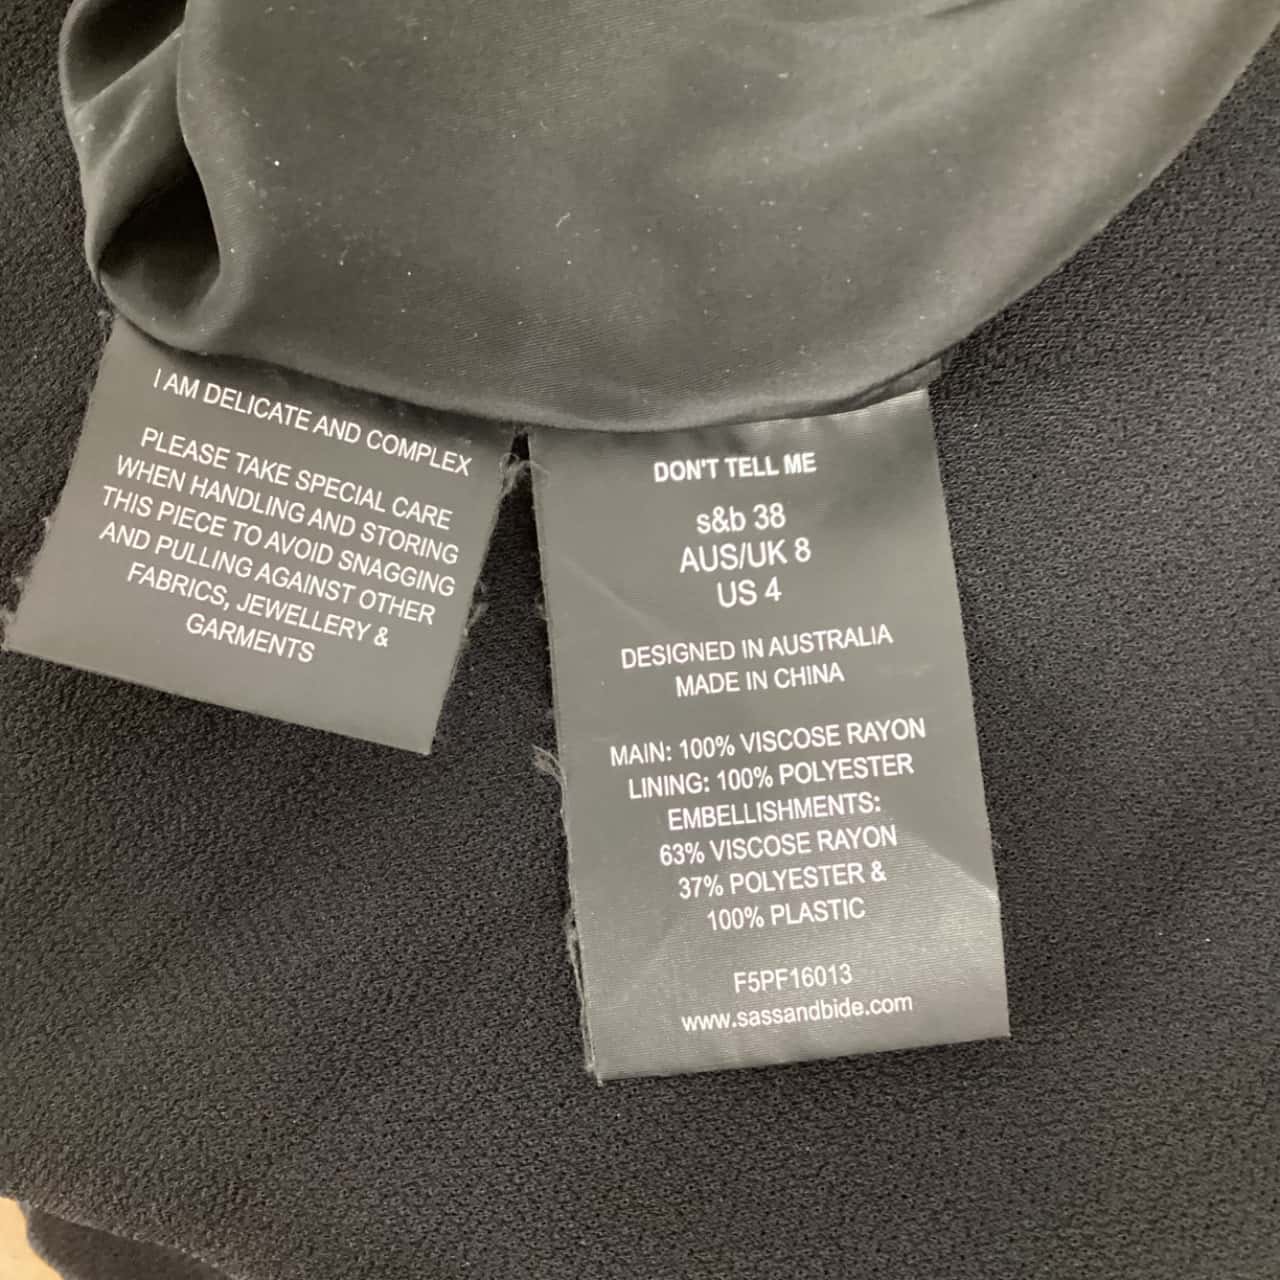 I AM DELICATE AND COMPLEX
PLEASE TAKE SPECIAL CARE
WHEN HANDLING AND STORING
THIS PIECE TO AVOID SNAGGING
AND PULLING AGAINST OTHER
FABRICS, JEWELLERY &
GARMENTS
DON'T TELL ME
s&b 38
AUS/UK 8
US 4
DESIGNED IN AUSTRALIA
MADE IN CHINA
MAIN: 100% VISCOSE RAYON
LINING: 100% POLYESTER
EMBELLISHMENTS:
63% VISCOSE RAYON
37% POLYESTER &
100% PLASTIC
F5PF16013
www.sassandbide.com